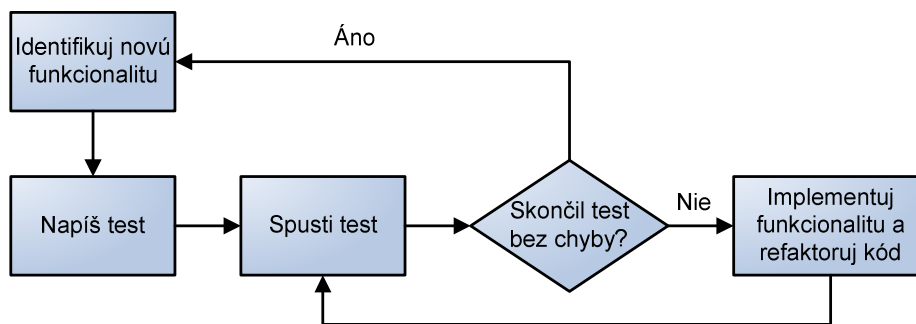 Identifikuj novú
funkcionalitu
Áno
Napíš test
Spusti test
Skončil test
bez chyby?
Nie
Implementuj
funkcionalitu a
refaktoruj kód